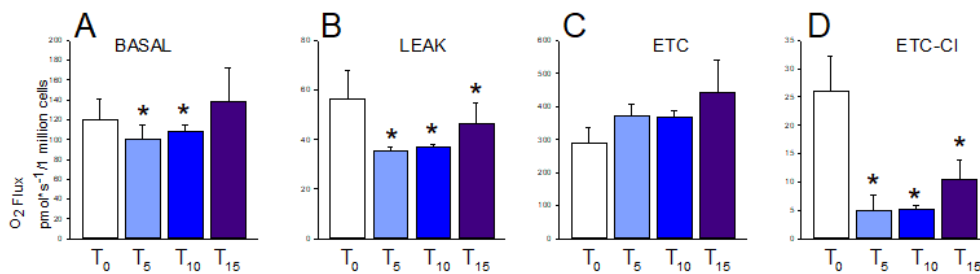 A BASAL
200
180
160
140
120
100
80
60
40
20
0
* *
T0 T5 T10 T15
O2 Flux
pmol*s-1/1 million cells
B LEAK
80
60
40
20
0
* * *
T0 T5 T10 T15
C ETC
600
500
400
300
200
100
0
T0 T5 T10 T15
D ETC-CI
35
30
25
20
15
10
5
0
* * *
T0 T5 T10 T15